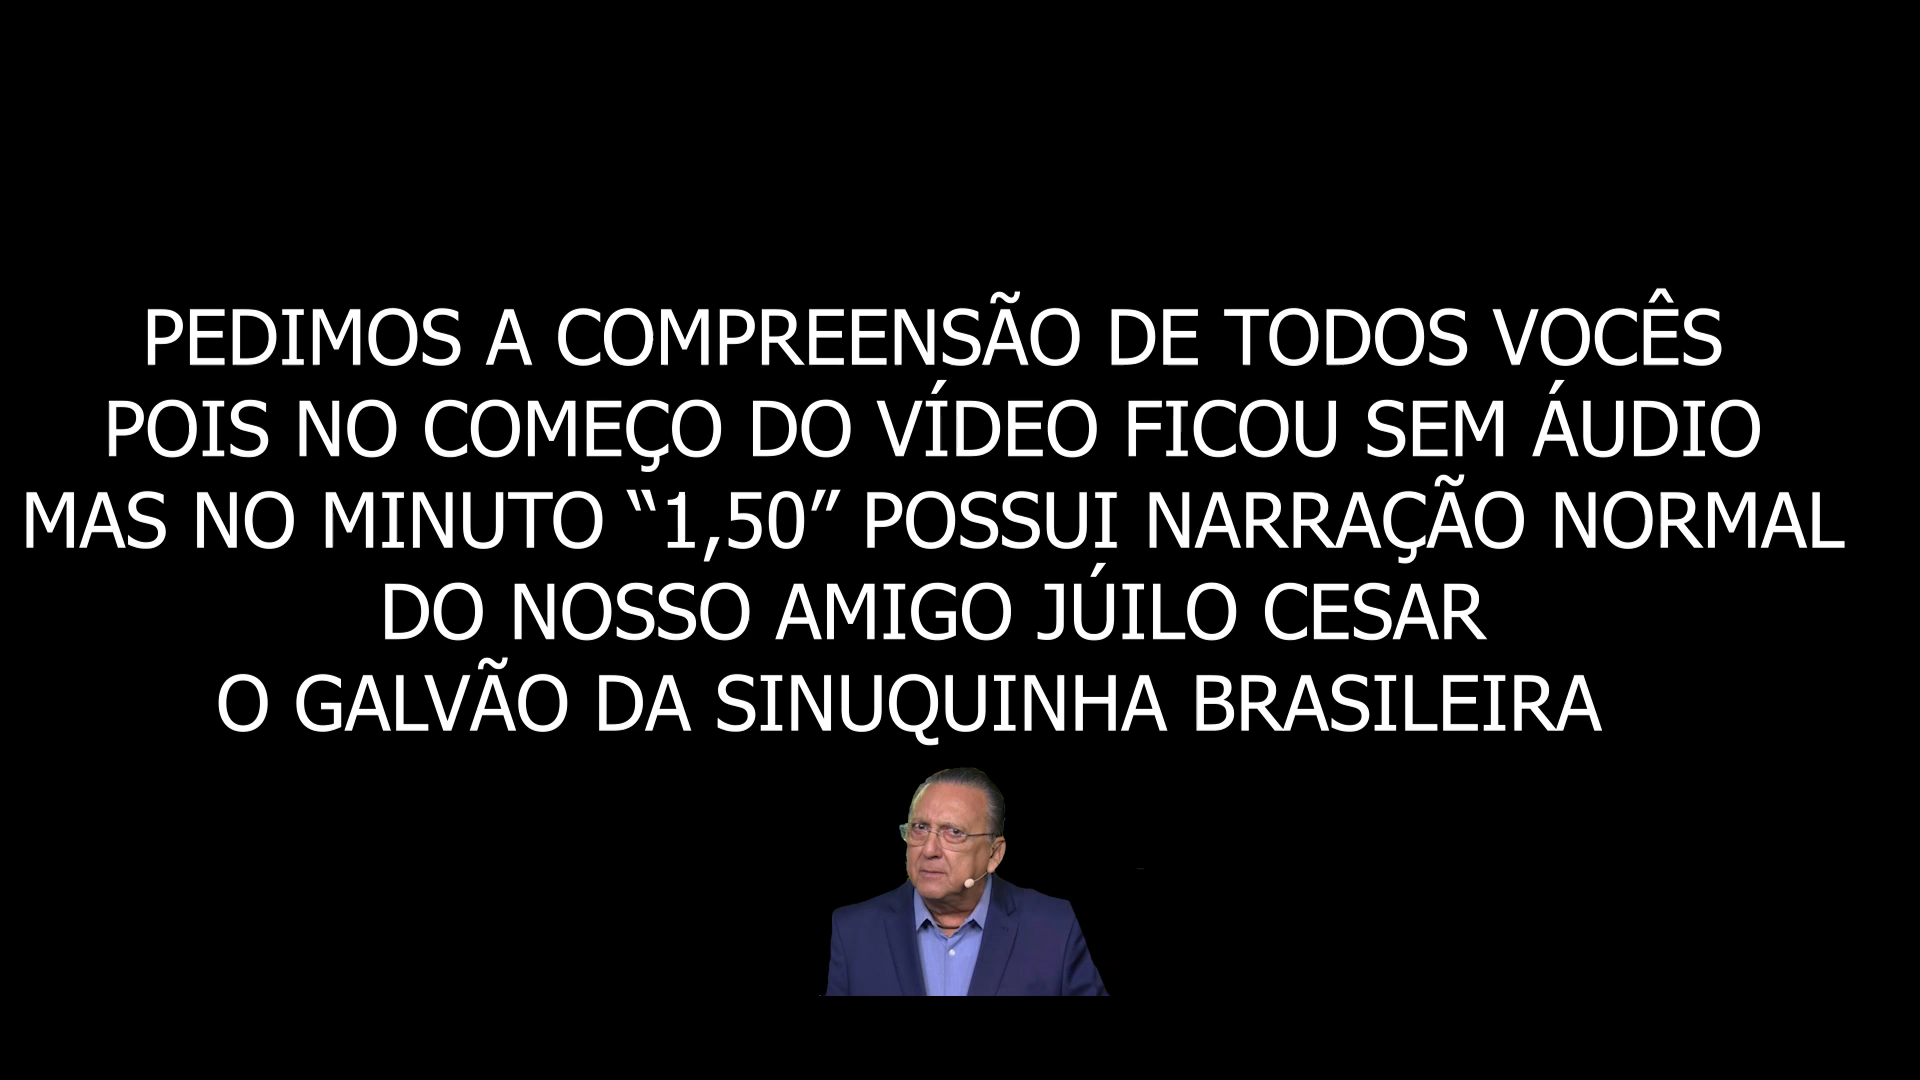 PEDIMOS A COMPREENSÃO DE TODOS VOCÊS
POIS NO COMEÇO DO VÍDEO FICOU SEM ÁUDIO
MAS NO MINUTO “1,50” POSSUI NARRAÇÃO NORMAL
DO NOSSO AMIGO JÚILO CESAR
O GALVÃO DA SINUQUINHA BRASILEIRA